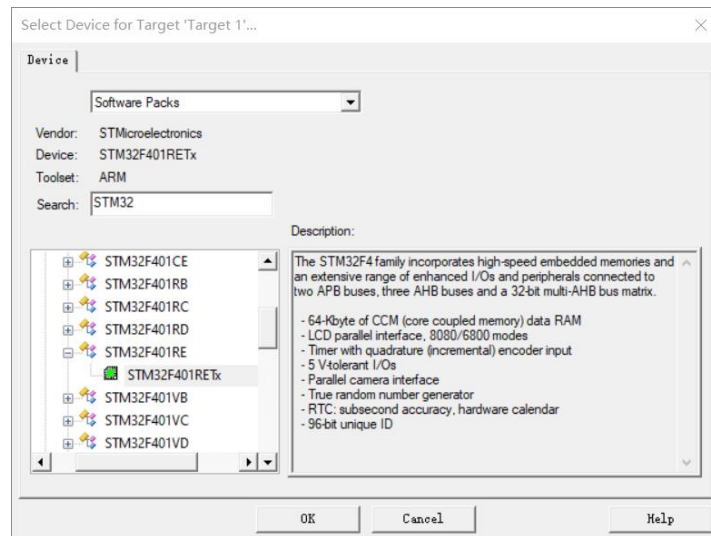 Select Device for Target 'Target 1'...
Device
Software Packs
Vendor: STMicroelectronics
Device: STM32F401RETx
Toolset: ARM
Search: STM32
Description:
STM32F401CE
STM32F401RB
STM32F401RC
STM32F401RD
STM32F401RE
STM32F401RETx
STM32F401VB
STM32F401VC
STM32F401VD
The STM32F4 family incorporates high-speed embedded memories and
an extensive range of enhanced I/Os and peripherals connected to
two APB buses, three AHB buses and a 32-bit multi-AHB bus matrix.
- 64-Kbyte of CCM (core coupled memory) data RAM
- LCD parallel interface, 8080/6800 modes
- Timer with quadrature (incremental) encoder input
- 5 V-tolerant I/Os
- Parallel camera interface
- True random number generator
- RTC: subsecond accuracy, hardware calendar
- 96-bit unique ID
OK
Cancel
Help